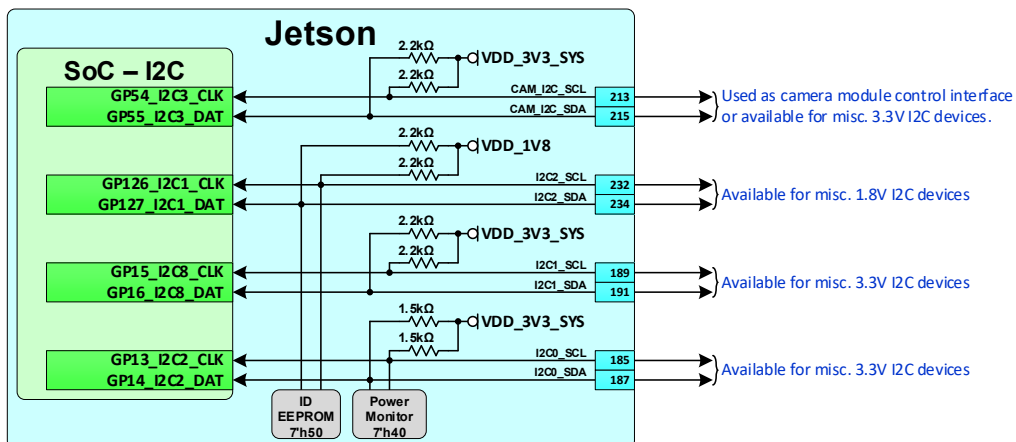 Jetson
SoC – I2C
2.2kΩ
VDD_3V3_SYS
2.2kΩ
GP54_I2C3_CLK
CAM_I2C_SCL
213
Used as camera module control interface
GP55_I2C3_DAT
CAM_I2C_SDA
215
or available for misc. 3.3V I2C devices.
2.2kΩ
VDD_1V8
2.2kΩ
GP126_I2C1_CLK
I2C2_SCL
232
GP127_I2C1_DAT
I2C2_SDA
234
Available for misc. 1.8V I2C devices
2.2kΩ
VDD_3V3_SYS
2.2kΩ
GP15_I2C8_CLK
I2C1_SCL
189
GP16_I2C8_DAT
I2C1_SDA
191
Available for misc. 3.3V I2C devices
1.5kΩ
VDD_3V3_SYS
1.5kΩ
GP13_I2C2_CLK
I2C0_SCL
185
GP14_I2C2_DAT
I2C0_SDA
187
Available for misc. 3.3V I2C devices
ID
EEPROM
7'h50
Power
Monitor
7'h40